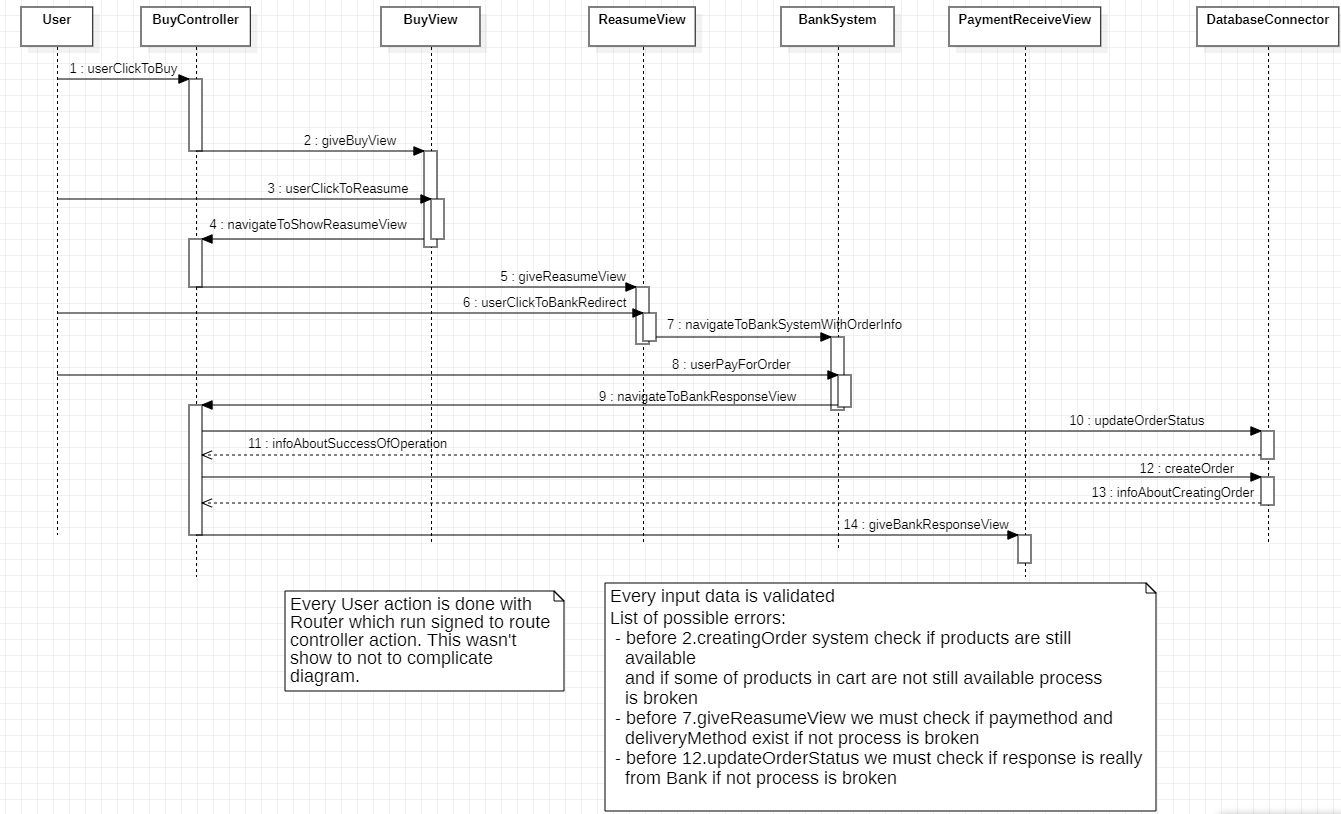 User
BuyController
BuyView
ReasumeView
BankSystem
PaymentReceiveView
DatabaseConnector
1 : userClickToBuy
2 : giveBuyView
3 : userClickToReasume
4 : navigateToShowReasumeView
5 : giveReasumeView
6 : userClickToBankRedirect
7 : navigateToBankSystemWithOrderInfo
8 : userPayForOrder
9 : navigateToBankResponseView
10 : updateOrderStatus
11 : infoAboutSuccessOfOperation
12 : createOrder
13 : infoAboutCreatingOrder
14 : giveBankResponseView
Every User action is done with
Router which run signed to route
controller action. This wasn't
show to not to complicate
diagram.
Every input data is validated
List of possible errors:
- before 2.creatingOrder system check if products are still
available
and if some of products in cart are not still available process
is broken
- before 7.giveReasumeView we must check if paymethod and
deliveryMethod exist if not process is broken
- before 12.updateOrderStatus we must check if response is really
from Bank if not process is broken